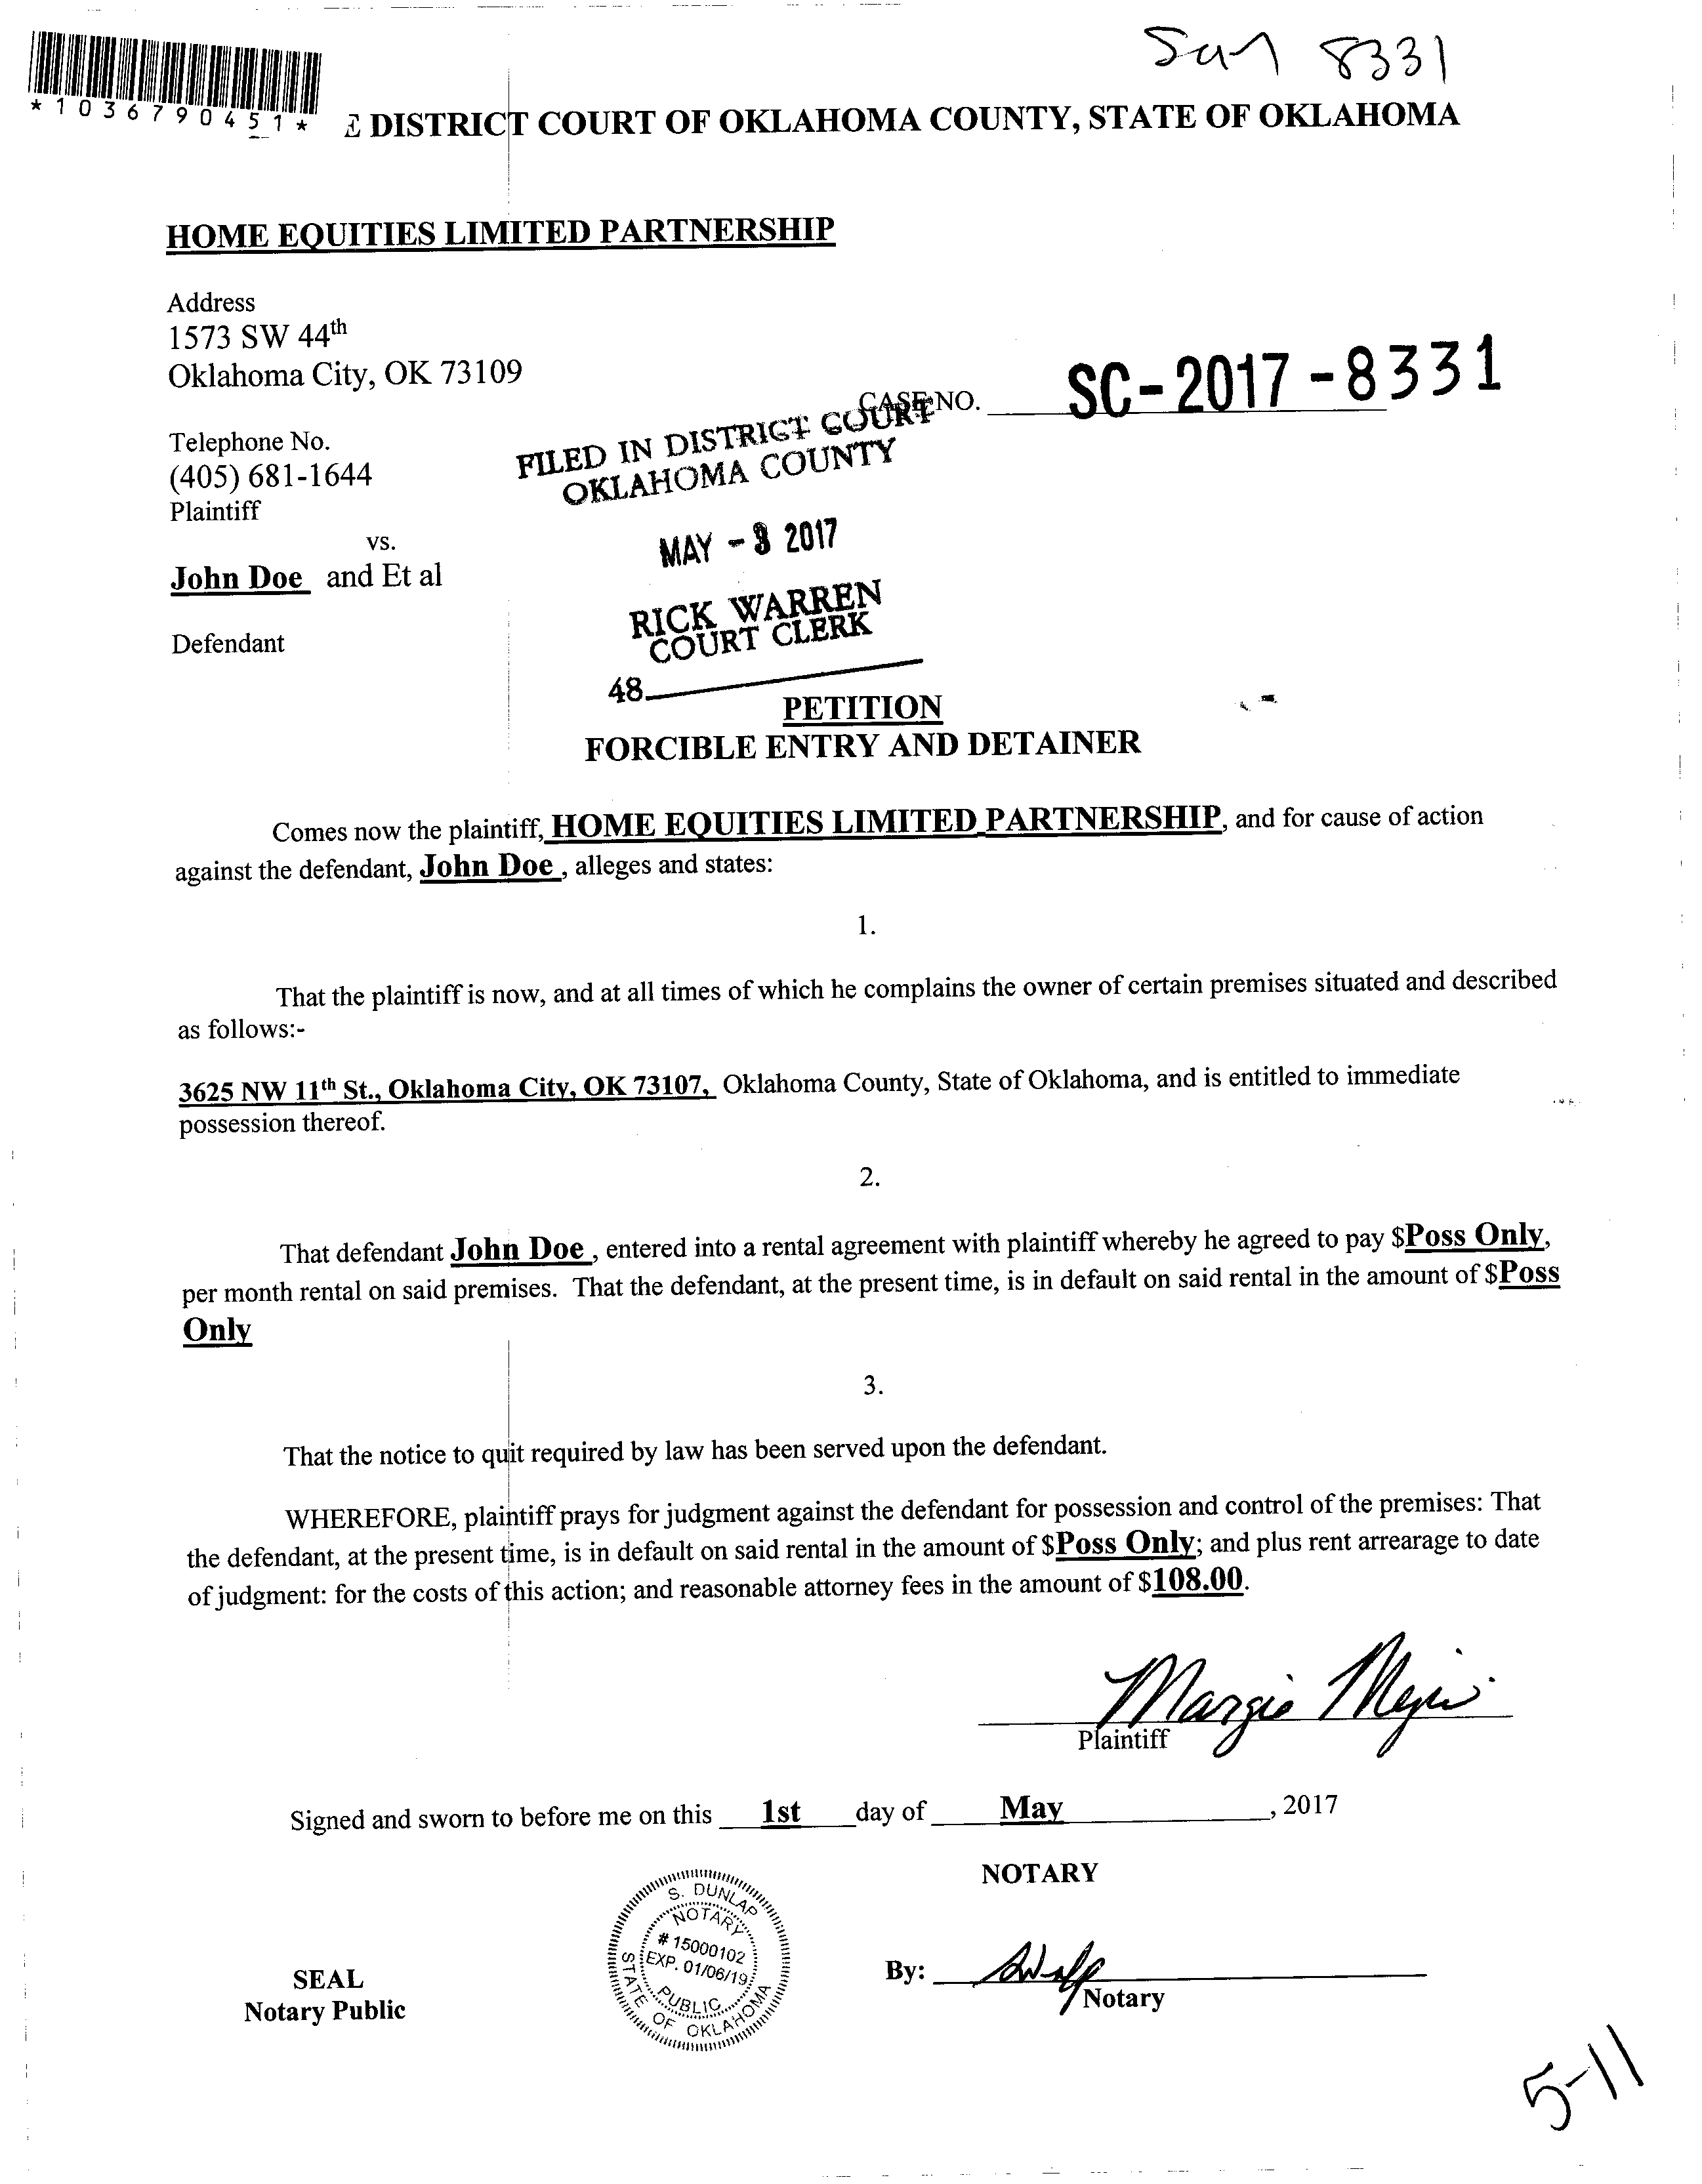 8331
*1036790451*
E DISTRICT COURT OF OKLAHOMA COUNTY, STATE OF OKLAHOMA
HOME EQUITIES LIMITED PARTNERSHIP
Address
1573 SW 44th
Oklahoma City, OK 73109
CASE NO. SC-2017-8331
Telephone No.
(405) 681-1644
Plaintiff
FILED IN DISTRICT COURT
OKLAHOMA COUNTY
MAY - 2017
RICK WARREN
COURT CLERK
48
vs.
John Doe and Et al
Defendant
PETITION
FORCIBLE ENTRY AND DETAINER
Comes now the plaintiff, HOME EQUITIES LIMITED PARTNERSHIP, and for cause of action
against the defendant, John Doe , alleges and states:
1.
That the plaintiff is now, and at all times of which he complains the owner of certain premises situated and described
as follows:-
3625 NW 11th St., Oklahoma City, OK 73107, Oklahoma County, State of Oklahoma, and is entitled to immediate
possession thereof.
2.
That defendant John Doe , entered into a rental agreement with plaintiff whereby he agreed to pay $Poss Only,
per month rental on said premises. That the defendant, at the present time, is in default on said rental in the amount of $Poss
Only
3.
That the notice to quit required by law has been served upon the defendant.
WHEREFORE, plaintiff prays for judgment against the defendant for possession and control of the premises: That
the defendant, at the present time, is in default on said rental in the amount of $Poss Only; and plus rent arrearage to date
of judgment: for the costs of this action; and reasonable attorney fees in the amount of $108.00.
Margie
Plaintiff
Signed and sworn to before me on this 1st day of May , 2017
NOTARY
S. DUNLAP
NOTARY
# 15000102
EXP. 01/06/19
PUBLIC
STATE OF OKLAHOMA
By:
Notary
SEAL
Notary Public
5-11